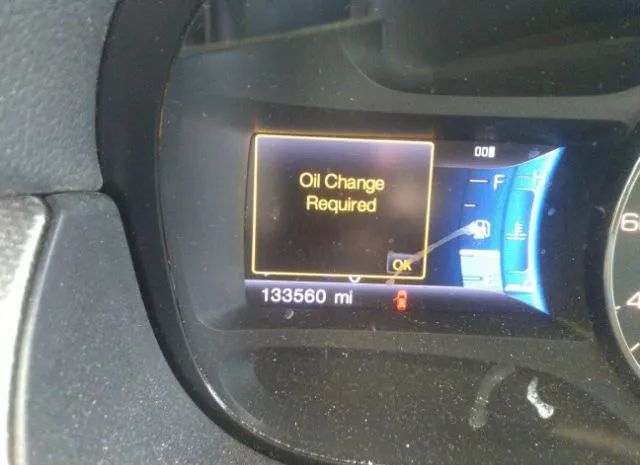 Oil Change
Required
OK
133560 mi
F
H